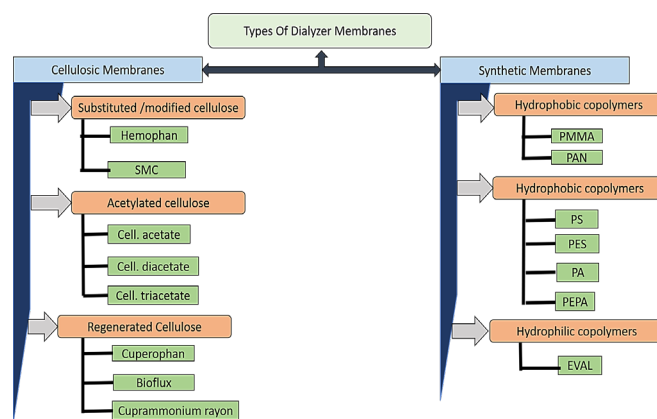 Types Of Dialyzer Membranes
Cellulosic Membranes
Substituted /modified cellulose
Hemophan
SMC
Acetylated cellulose
Cell. acetate
Cell. diacetate
Cell. triacetate
Regenerated Cellulose
Cuperophan
Bioflux
Cuprammonium rayon
Synthetic Membranes
Hydrophobic copolymers
PMMA
PAN
Hydrophobic copolymers
PS
PES
PA
PEPA
Hydrophilic copolymers
EVAL